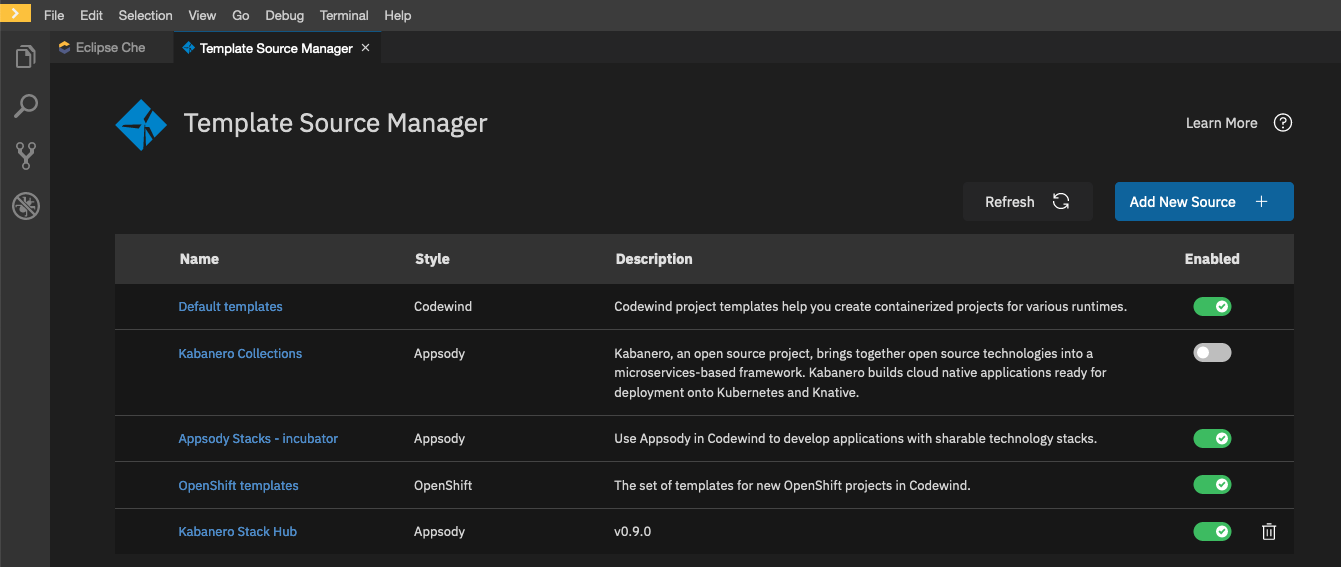 File Edit Selection View Go Debug Terminal Help
Eclipse Che Template Source Manager
Template Source Manager
Learn More
Refresh Add New Source
Name Style Description Enabled
Default templates Codewind Codewind project templates help you create containerized projects for various runtimes.
Kabanero Collections Appsody Kabanero, an open source project, brings together open source technologies into a
microservices-based framework. Kabanero builds cloud native applications ready for
deployment onto Kubernetes and Knative.
Appsody Stacks - incubator Appsody Use Appsody in Codewind to develop applications with sharable technology stacks.
OpenShift templates OpenShift The set of templates for new OpenShift projects in Codewind.
Kabanero Stack Hub Appsody v0.9.0